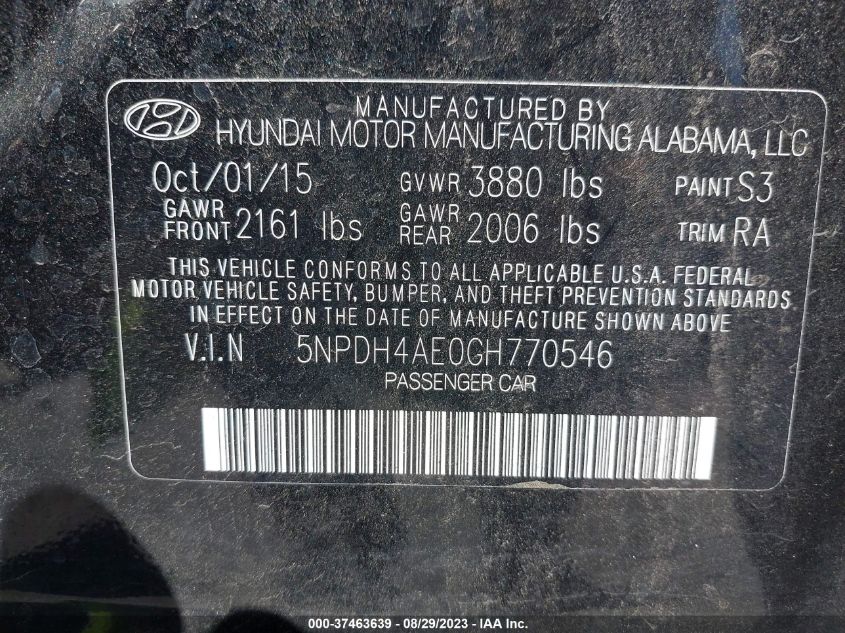 MANUFACTURED BY
HYUNDAI MOTOR MANUFACTURING ALABAMA, LLC
Oct/01/15 GVWR 3880 lbs PAINT S3
GAWR FRONT 2161 lbs GAWR REAR 2006 lbs TRIM RA
THIS VEHICLE CONFORMS TO ALL APPLICABLE U.S.A. FEDERAL
MOTOR VEHICLE SAFETY, BUMPER, AND THEFT PREVENTION STANDARDS
IN EFFECT ON THE DATE OF MANUFACTURE SHOWN ABOVE
V.I.N 5NPDH4AE0GH770546
PASSENGER CAR
000-37463639 - 08/29/2023 - IAA Inc.